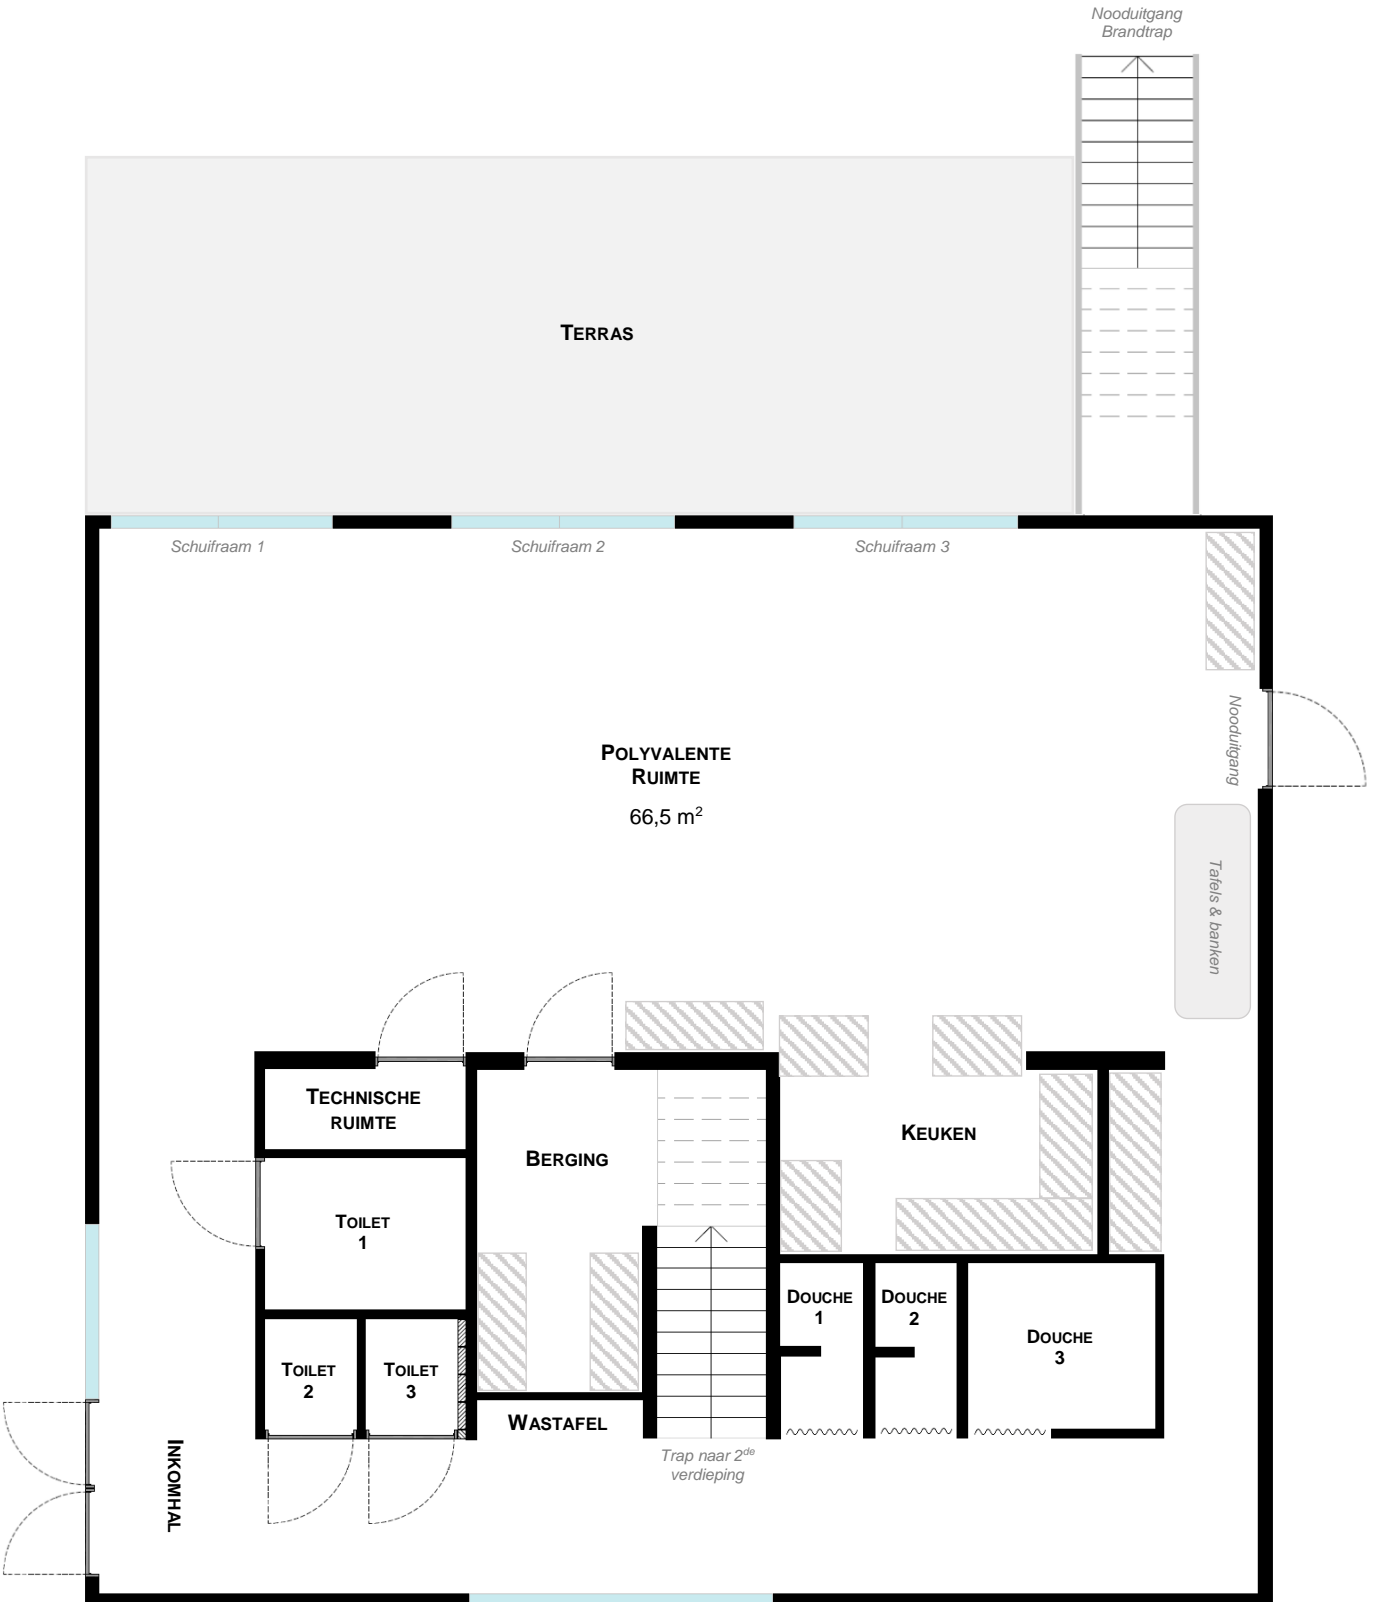 Nooduitgang
Brandtrap
TERRAS
Schuifraam 1
Schuifraam 2
Schuifraam 3
Nooduitgang
POLYVALENTE
RUIMTE
66,5 m²
Tafels & banken
TECHNISCHE
RUIMTE
KEUKEN
BERGING
TOILET
1
DOUCHE
1
DOUCHE
2
DOUCHE
3
TOILET
2
TOILET
3
WASTAFEL
INKOMHAL
Trap naar 2de
verdieping